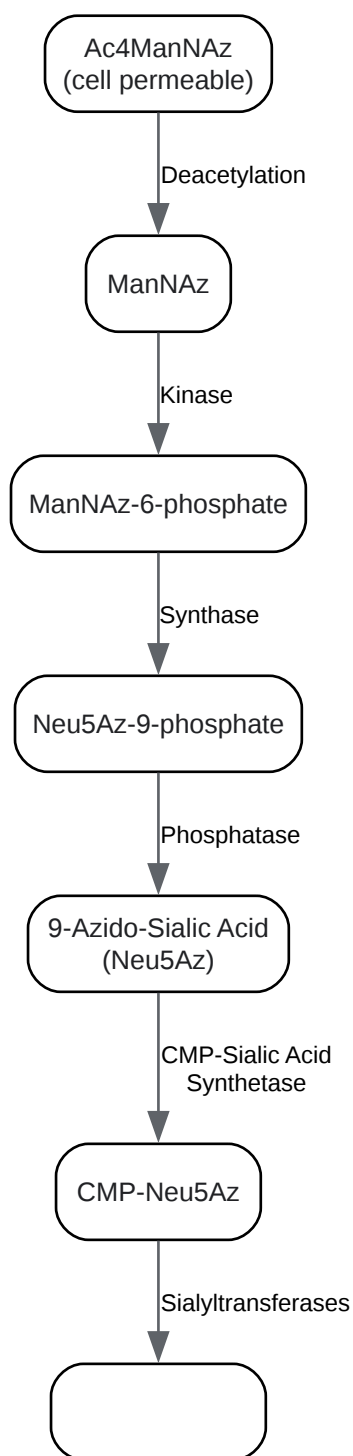 Ac4ManNAz
(cell permeable)
Deacetylation
ManNAz
Kinase
ManNAz-6-phosphate
Synthase
Neu5Az-9-phosphate
Phosphatase
9-Azido-Sialic Acid
(Neu5Az)
CMP-Sialic Acid
Synthetase
CMP-Neu5Az
Sialyltransferases